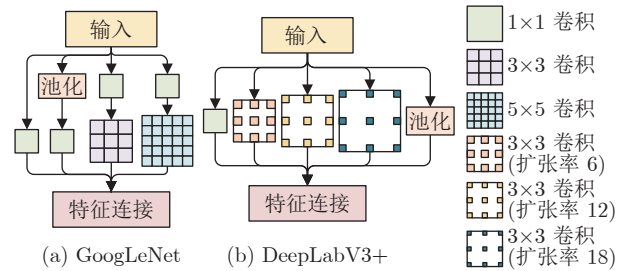 输入
池化
特征连接
(a) GoogLeNet
输入
池化
特征连接
(b) DeepLabV3+
1×1 卷积
3×3 卷积
5×5 卷积
3×3 卷积
(扩张率 6)
3×3 卷积
(扩张率 12)
3×3 卷积
(扩张率 18)